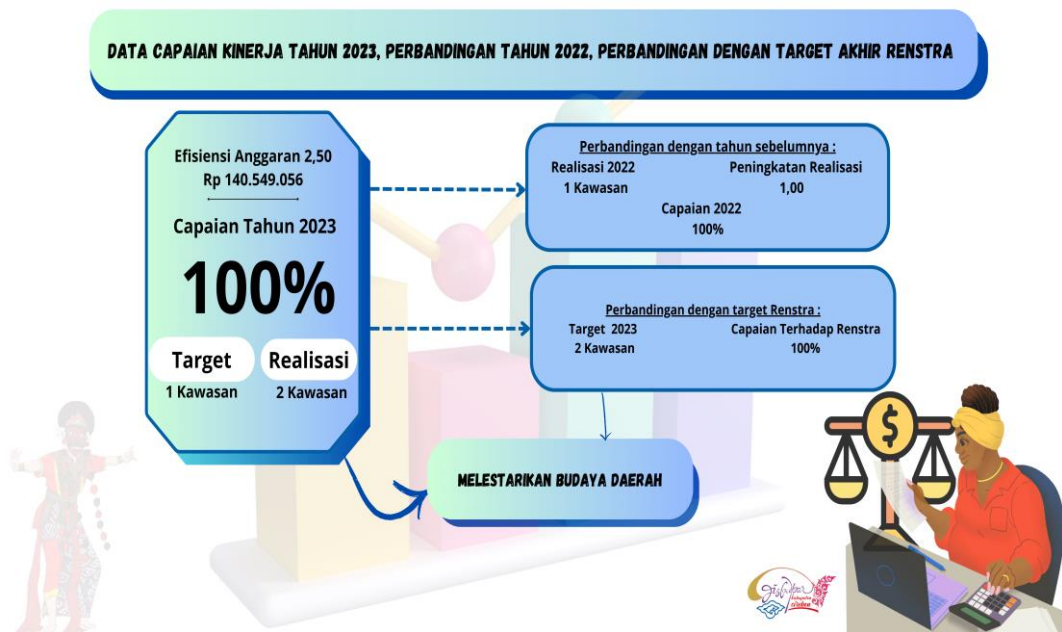 DATA CAPAIAN KINERJA TAHUN 2023, PERBANDINGAN TAHUN 2022, PERBANDINGAN DENGAN TARGET AKHIR RENSTRA
Efisiensi Anggaran 2,50
Rp 140.549.056
Capaian Tahun 2023
100%
Target
Realisasi
1 Kawasan
2 Kawasan
Perbandingan dengan tahun sebelumnya :
Realisasi 2022
Peningkatan Realisasi
1 Kawasan
1,00
Capaian 2022
100%
Perbandingan dengan target Renstra :
Target 2023
Capaian Terhadap Renstra
2 Kawasan
100%
MELESTARIKAN BUDAYA DAERAH
$